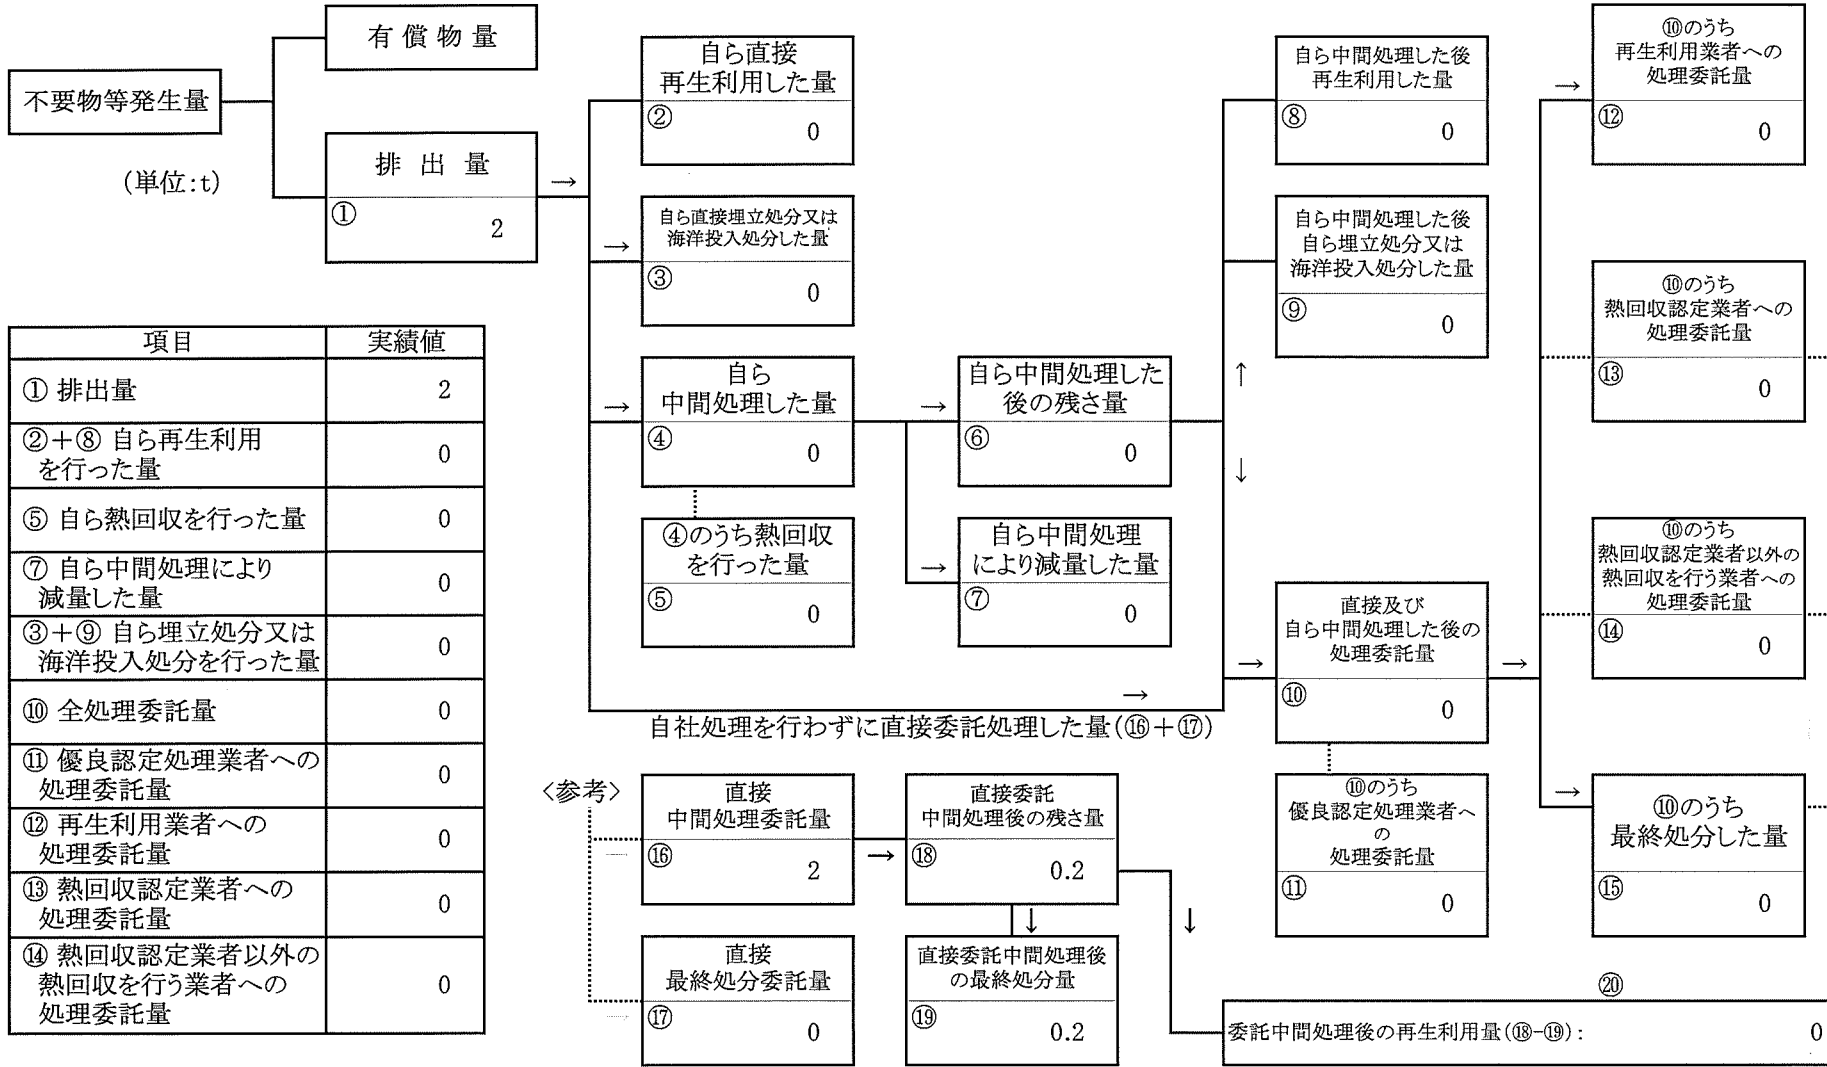 不要物等発生量
(単位:t)
有償物量
排出量
① 2
→
自ら直接
再生利用した量
② 0
→
自ら直接埋立処分又は
海洋投入処分した量
③ 0
→
自ら
中間処理した量
④ 0
④のうち熱回収
を行った量
⑤ 0
→
自ら中間処理した
後の残さ量
⑥ 0
→
自ら中間処理
により減量した量
⑦ 0
自ら中間処理した後
再生利用した量
⑧ 0
自ら中間処理した後
自ら埋立処分又は
海洋投入処分した量
⑨ 0
↑
↓
→
自社処理を行わずに直接委託処理した量(⑯+⑰)
→
直接及び
自ら中間処理した後の
処理委託量
⑩ 0
⑩のうち
優良認定処理業者へ
の
処理委託量
⑪ 0
→
→
⑩のうち
再生利用業者への
処理委託量
⑫ 0
⑩のうち
熱回収認定業者への
処理委託量
⑬ 0
⑩のうち
熱回収認定業者以外の
熱回収を行う業者への
処理委託量
⑭ 0
→
⑩のうち
最終処分した量
⑮ 0
項目 実績値
① 排出量 2
②+⑧ 自ら再生利用
を行った量 0
⑤ 自ら熱回収を行った量 0
⑦ 自ら中間処理により
減量した量 0
③+⑨ 自ら埋立処分又は
海洋投入処分を行った量 0
⑩ 全処理委託量 0
⑪ 優良認定処理業者への
処理委託量 0
⑫ 再生利用業者への
処理委託量 0
⑬ 熱回収認定業者への
処理委託量 0
⑭ 熱回収認定業者以外の
熱回収を行う業者への
処理委託量 0
<参考>
直接
中間処理委託量
⑯ 2
→
直接委託
中間処理後の残さ量
⑱ 0.2
↓
↓
直接
最終処分委託量
⑰ 0
直接委託中間処理後
の最終処分量
⑲ 0.2
⑳
委託中間処理後の再生利用量(⑱-⑲): 0